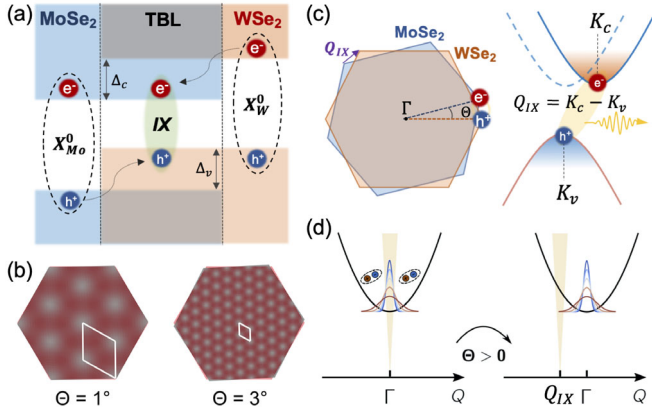 (a)
MoSe₂ TBL WSe₂
Δc
e⁻
e⁻
e⁻
X⁰Mo
IX
X⁰W
h⁺
h⁺
h⁺
Δv
(b)
Θ = 1° Θ = 3°
(c)
QIX
MoSe₂
WSe₂
Γ
Θ
e⁻
h⁺
Kc
e⁻
QIX = Kc − Kv
h⁺
Kv
(d)
Θ > 0
Γ QIX Γ Q